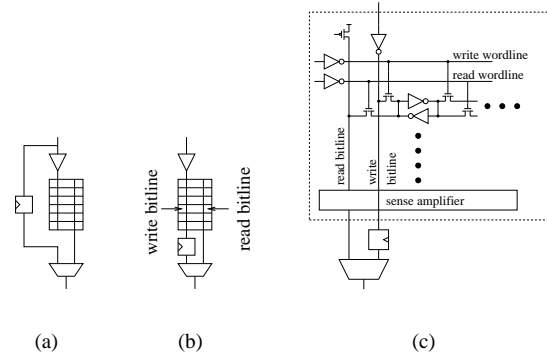 write wordline
read wordline
read bitline
write
bitline
sense amplifier
write bitline
read bitline
(a)
(b)
(c)